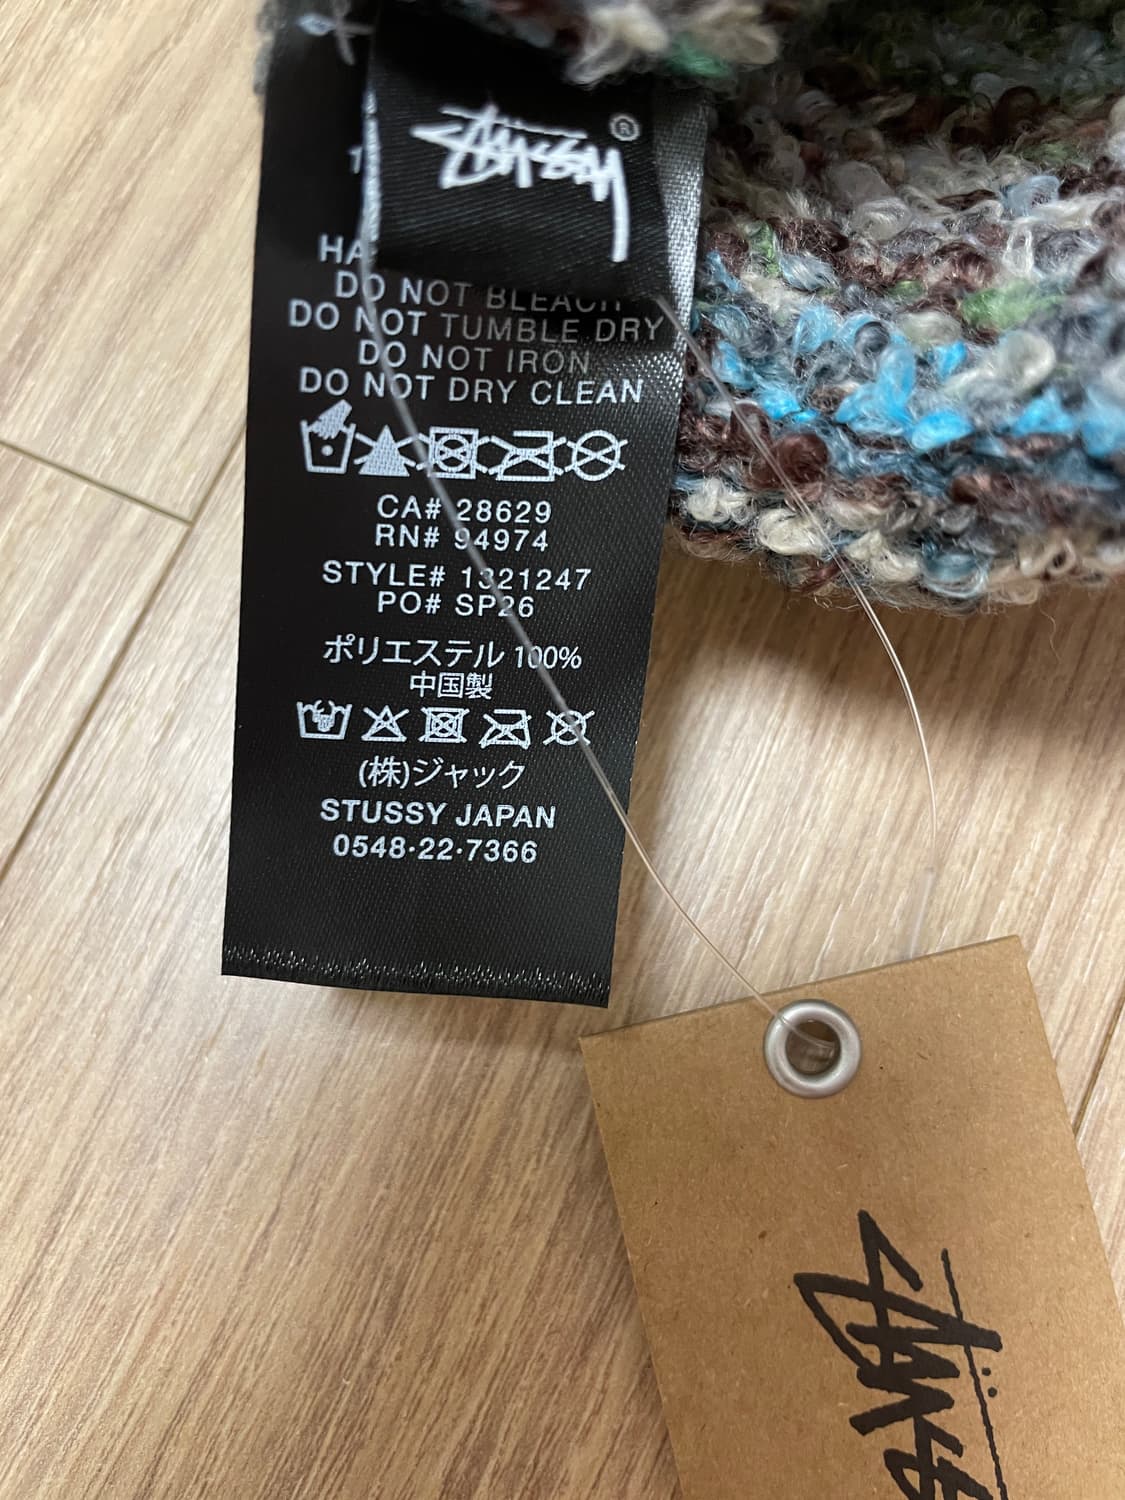 STÜSSY ®
DO NOT BLEACH
DO NOT TUMBLE DRY
DO NOT IRON
DO NOT DRY CLEAN
CA# 28629
RN# 94974
STYLE# 1321247
PO# SP26
ポリエステル 100%
中国製
(株)ジャック
STUSSY JAPAN
0548·22·7366
Stüssy